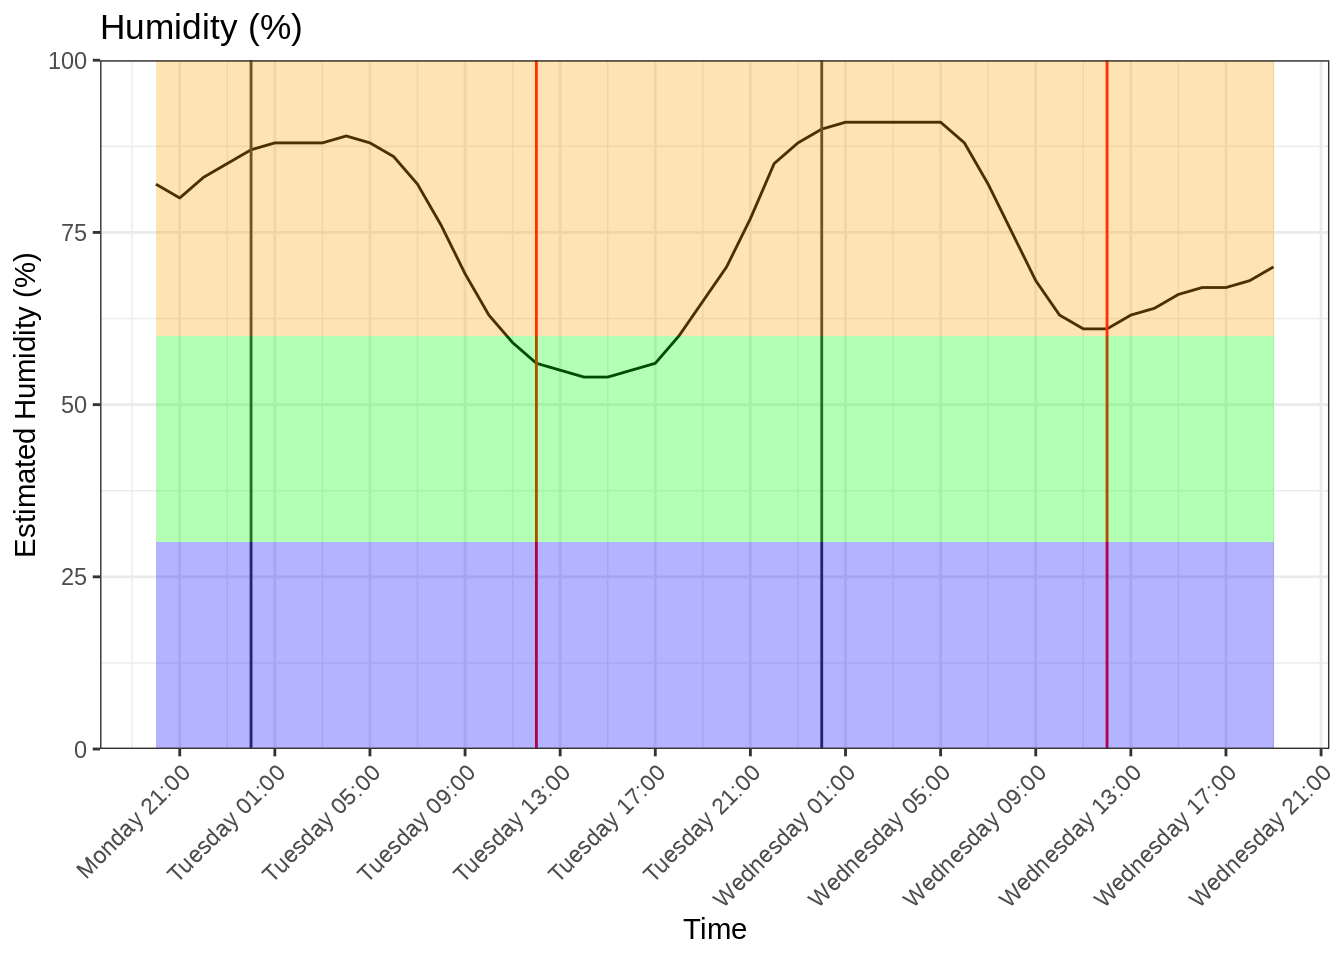 Humidity (%)
100
75
50
25
0
Estimated Humidity (%)
Monday 21:00
Tuesday 01:00
Tuesday 05:00
Tuesday 09:00
Tuesday 13:00
Tuesday 17:00
Tuesday 21:00
Wednesday 01:00
Wednesday 05:00
Wednesday 09:00
Wednesday 13:00
Wednesday 17:00
Wednesday 21:00
Time